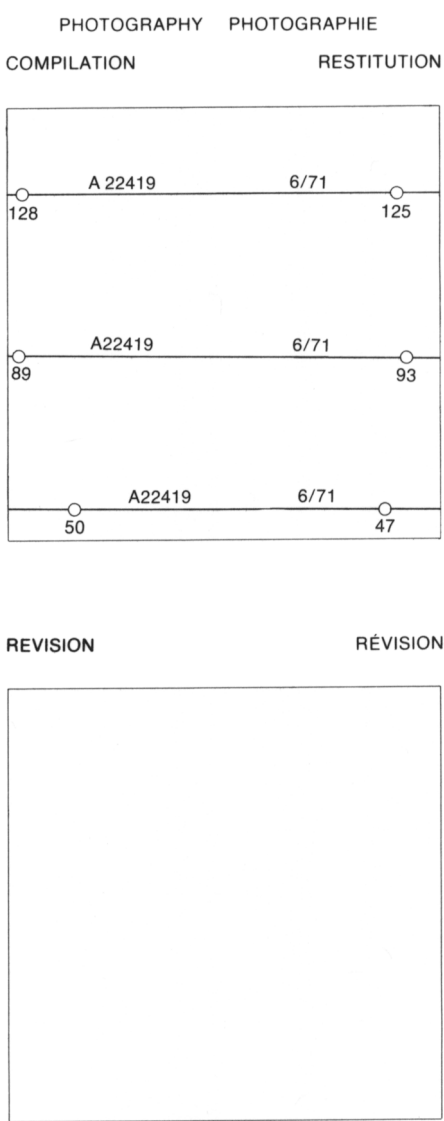 PHOTOGRAPHY PHOTOGRAPHIE
COMPILATION RESTITUTION
A 22419 6/71
128 125
A22419 6/71
89 93
A22419 6/71
50 47
REVISION RÉVISION